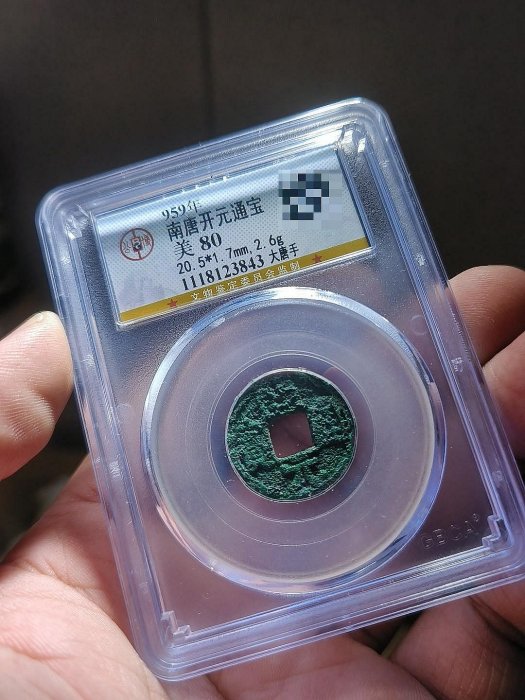 959年
南唐开元通宝
美 80
20.5*1.7mm,2.6g
1118123843 大唐手
文物鉴定委员会监制
GBCA